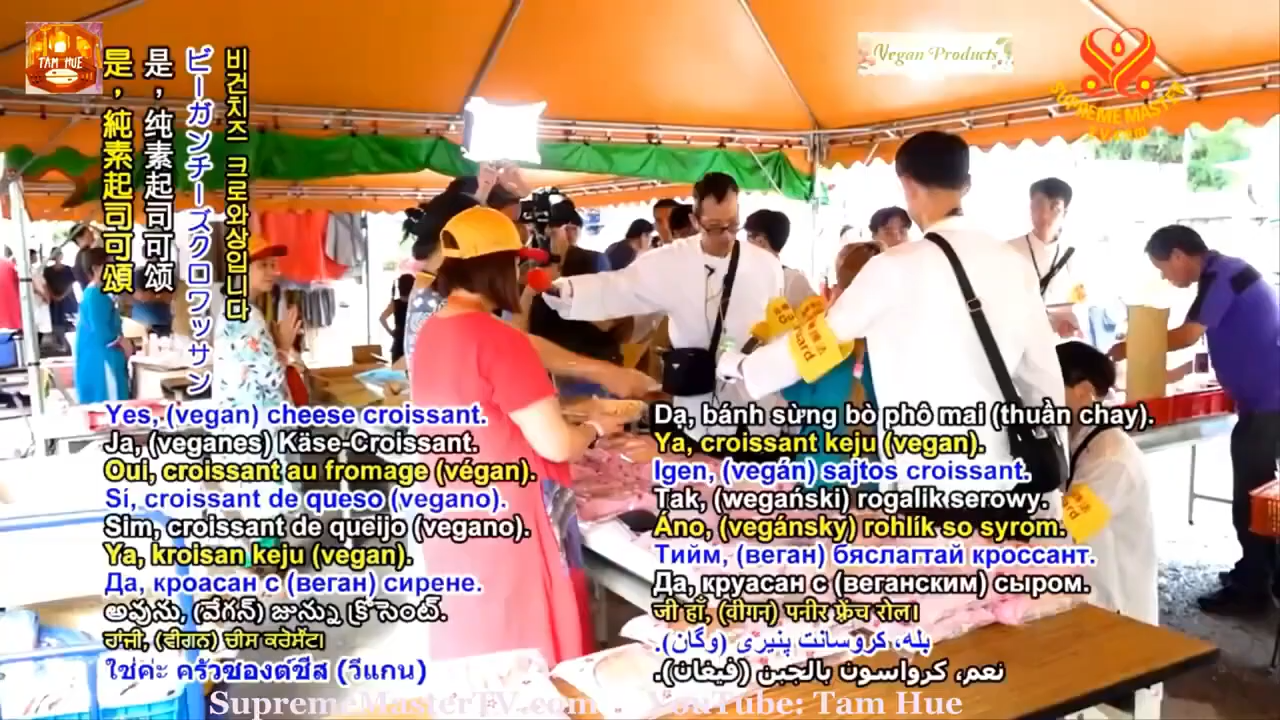 TAM HUE
Vegan Products
SUPREME MASTER
TV.com
비건치즈 크로와상입니다
ビーガンチーズクロワッサン
是，纯素起司可颂
是，純素起司可頌
Yes, (vegan) cheese croissant.
Ja, (veganes) Käse-Croissant.
Oui, croissant au fromage (végan).
Sí, croissant de queso (vegano).
Sim, croissant de queijo (vegano).
Ya, kroisan keju (vegan).
Да, кроасан с (веган) сирене.
అవును, (వేగన్) జున్ను క్రోసెంట్.
ਹਾਂਜੀ, (ਵੀਗਨ) ਚੀਸ ਕਰੋਸੈਂਟ।
ใช่ค่ะ ครัวซองต์ชีส (วีแกน)
Dạ, bánh sừng bò phô mai (thuần chay).
Ya, croissant keju (vegan).
Igen, (vegán) sajtos croissant.
Tak, (wegański) rogalik serowy.
Áno, (vegánsky) rohlík so syrom.
Тийм, (веган) бяслагтай кроссант.
Да, круасан с (веганским) сыром.
जी हाँ, (वीगन) पनीर फ़्रेंच रोल।
بله، کروسانت پنیری (وگان).
نعم، كرواسون بالجبن (فيغان).
SupremeMasterTV.com
YouTube: Tam Hue